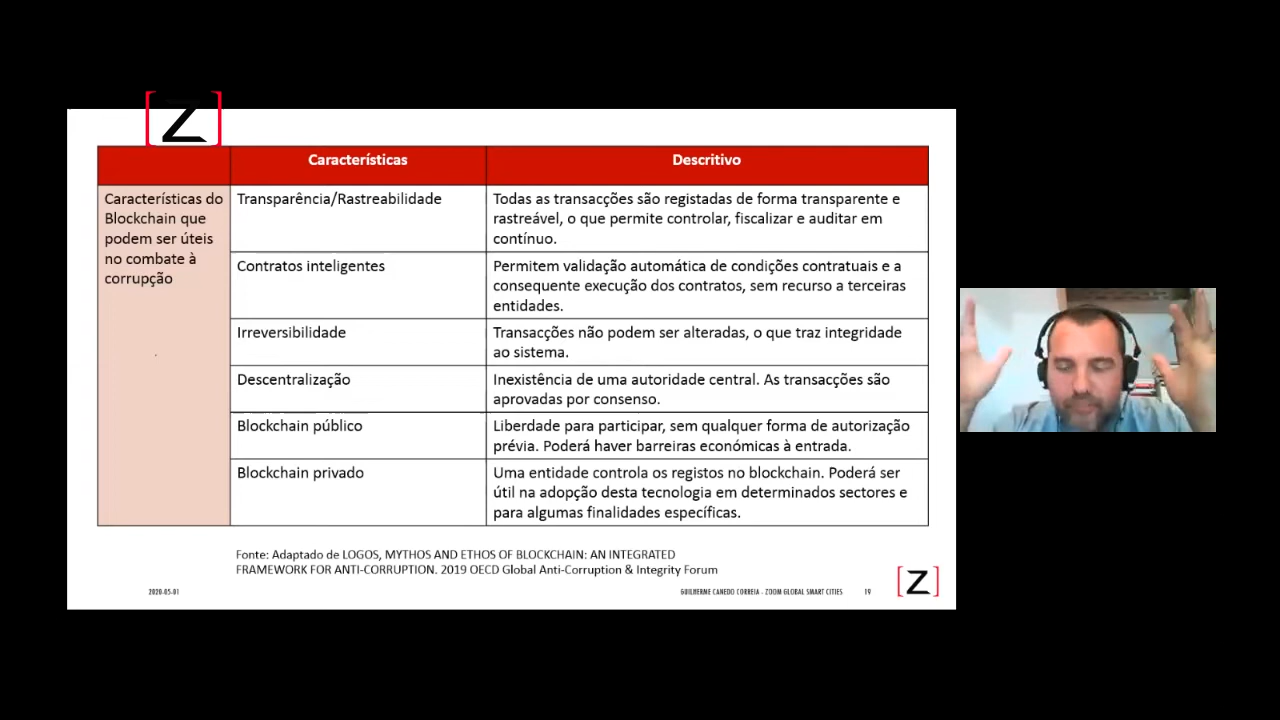 [Z]
Características
Descritivo
Características do
Blockchain que
podem ser úteis
no combate à
corrupção
Transparência/Rastreabilidade
Todas as transacções são registadas de forma transparente e
rastreável, o que permite controlar, fiscalizar e auditar em
contínuo.
Contratos inteligentes
Permitem validação automática de condições contratuais e a
consequente execução dos contratos, sem recurso a terceiras
entidades.
Irreversibilidade
Transacções não podem ser alteradas, o que traz integridade
ao sistema.
Descentralização
Inexistência de uma autoridade central. As transacções são
aprovadas por consenso.
Blockchain público
Liberdade para participar, sem qualquer forma de autorização
prévia. Poderá haver barreiras económicas à entrada.
Blockchain privado
Uma entidade controla os registos no blockchain. Poderá ser
útil na adopção desta tecnologia em determinados sectores e
para algumas finalidades específicas.
Fonte: Adaptado de LOGOS, MYTHOS AND ETHOS OF BLOCKCHAIN: AN INTEGRATED
FRAMEWORK FOR ANTI-CORRUPTION. 2019 OECD Global Anti-Corruption & Integrity Forum
2020-05-01
GUILHERME CANEDO CORREIA - ZOOM GLOBAL SMART CITIES
19
[Z]